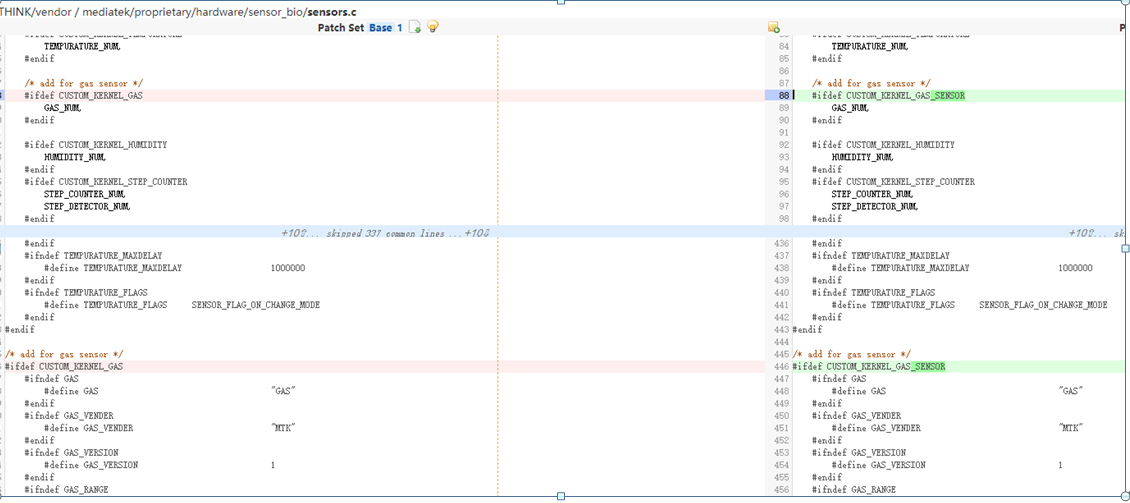 THINK/vendor / mediatek/proprietary/hardware/sensor_bio/sensors.c
Patch Set Base 1
TEMPURATURE_NUM,
#endif
/* add for gas sensor */
#ifdef CUSTOM_KERNEL_GAS
GAS_NUM,
#endif
#ifdef CUSTOM_KERNEL_HUMIDITY
HUMIDITY_NUM,
#endif
#ifdef CUSTOM_KERNEL_STEP_COUNTER
STEP_COUNTER_NUM,
STEP_DETECTOR_NUM,
#endif
... skipped 337 common lines ...
#endif
#ifndef TEMPURATURE_MAXDELAY
#define TEMPURATURE_MAXDELAY 1000000
#endif
#ifndef TEMPURATURE_FLAGS
#define TEMPURATURE_FLAGS SENSOR_FLAG_ON_CHANGE_MODE
#endif
#endif
/* add for gas sensor */
#ifdef CUSTOM_KERNEL_GAS
#ifndef GAS
#define GAS "GAS"
#endif
#ifndef GAS_VENDER
#define GAS_VENDER "MTK"
#endif
#ifndef GAS_VERSION
#define GAS_VERSION 1
#endif
#ifndef GAS_RANGE
84 TEMPURATURE_NUM,
85 #endif
86
87 /* add for gas sensor */
88 #ifdef CUSTOM_KERNEL_GAS_SENSOR
89 GAS_NUM,
90 #endif
91
92 #ifdef CUSTOM_KERNEL_HUMIDITY
93 HUMIDITY_NUM,
94 #endif
95 #ifdef CUSTOM_KERNEL_STEP_COUNTER
96 STEP_COUNTER_NUM,
97 STEP_DETECTOR_NUM,
98 #endif
436 #endif
437 #ifndef TEMPURATURE_MAXDELAY
438 #define TEMPURATURE_MAXDELAY 1000000
439 #endif
440 #ifndef TEMPURATURE_FLAGS
441 #define TEMPURATURE_FLAGS SENSOR_FLAG_ON_CHANGE_MODE
442 #endif
443 #endif
444
445 /* add for gas sensor */
446 #ifdef CUSTOM_KERNEL_GAS_SENSOR
447 #ifndef GAS
448 #define GAS "GAS"
449 #endif
450 #ifndef GAS_VENDER
451 #define GAS_VENDER "MTK"
452 #endif
453 #ifndef GAS_VERSION
454 #define GAS_VERSION 1
455 #endif
456 #ifndef GAS_RANGE